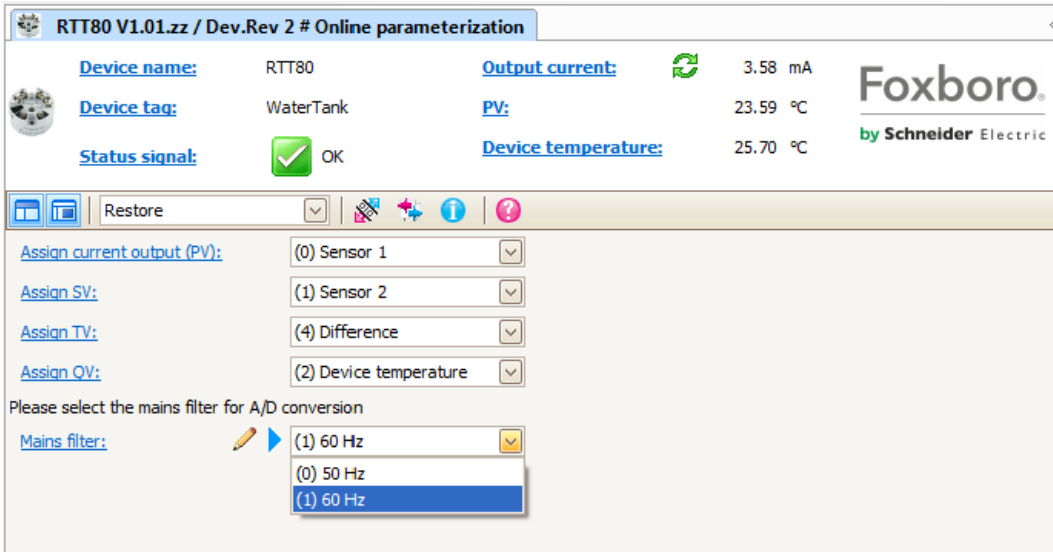 RTT80 V1.01.zz / Dev.Rev 2 # Online parameterization
Device name: RTT80 Output current: 3.58 mA
Device tag: WaterTank PV: 23.59 °C
Status signal: OK Device temperature: 25.70 °C
Foxboro.
by Schneider Electric
Restore
Assign current output (PV): (0) Sensor 1
Assign SV: (1) Sensor 2
Assign TV: (4) Difference
Assign QV: (2) Device temperature
Please select the mains filter for A/D conversion
Mains filter: (1) 60 Hz
(0) 50 Hz
(1) 60 Hz